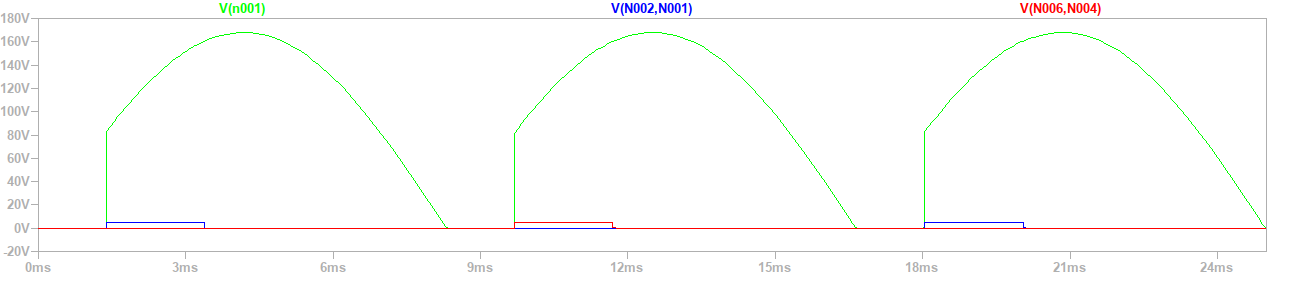 V(n001) V(N002,N001) V(N006,N004)
180V
160V
140V
120V
100V
80V
60V
40V
20V
0V
-20V
0ms 3ms 6ms 9ms 12ms 15ms 18ms 21ms 24ms